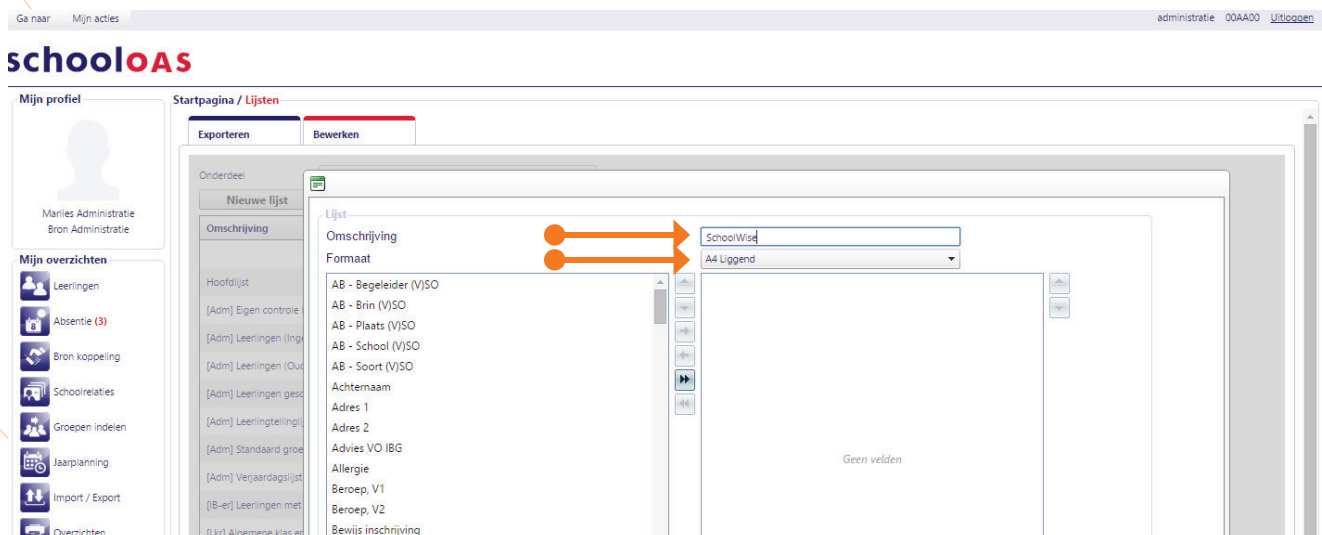 Ga naar Mijn acties administratie 00AA00 Uitloggen
schoolOAS
Mijn profiel
Marlies Administratie
Bron Administratie
Mijn overzichten
Leerlingen
Absentie (3)
Bron koppeling
Schoolrelaties
Groepen indelen
Jaarplanning
Import / Export
Overzichten
Startpagina / Lijsten
Exporteren Bewerken
Onderdeel
Nieuwe lijst
Omschrijving
Hoofdlijst
[Adm] Eigen controle
[Adm] Leerlingen (Inge
[Adm] Leerlingen (Oud
[Adm] Leerlingen gesc
[Adm] Leerlingtellinglij
[Adm] Standaard groe
[Adm] Verjaardagslijst
[IB-er] Leerlingen met
[Lkr] Algemene klas en
Lijst
Omschrijving SchoolWise
Formaat A4 Liggend
AB - Begeleider (V)SO
AB - Brin (V)SO
AB - Plaats (V)SO
AB - School (V)SO
AB - Soort (V)SO
Achternaam
Adres 1
Adres 2
Advies VO IBG
Allergie
Beroep, V1
Beroep, V2
Bewijs inschrijving
Geen velden